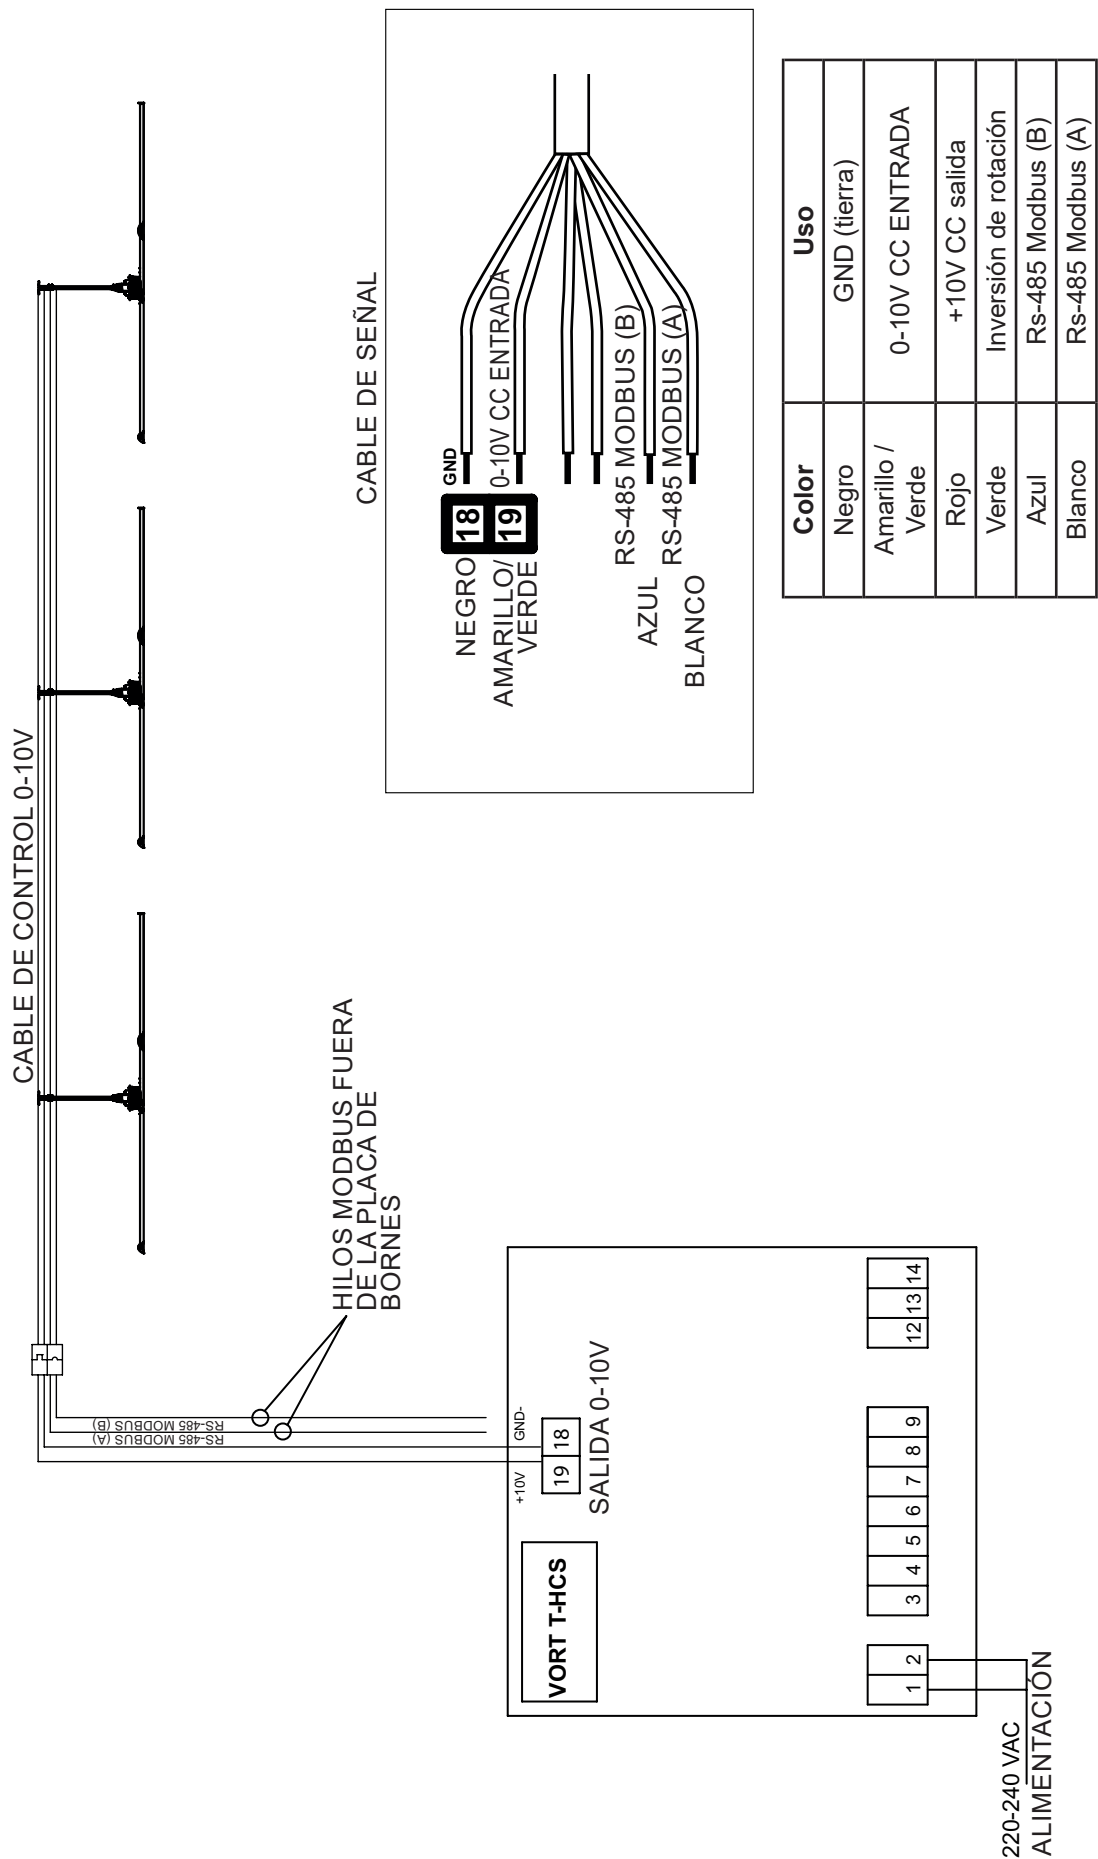 CABLE DE CONTROL 0-10V
HILOS MODBUS FUERA
DE LA PLACA DE
BORNES
RS-485 MODBUS (B)
RS-485 MODBUS (A)
+10V
GND-
19
18
SALIDA 0-10V
VORT T-HCS
1
2
3
4
5
6
7
8
9
12
13
14
220-240 VAC
ALIMENTACIÓN
CABLE DE SEÑAL
NEGRO
18
GND
AMARILLO/
VERDE
19
0-10V CC ENTRADA
AZUL
RS-485 MODBUS (B)
BLANCO
RS-485 MODBUS (A)
Color Uso
Negro GND (tierra)
Amarillo /
Verde
0-10V CC ENTRADA
Rojo +10V CC salida
Verde Inversión de rotación
Azul Rs-485 Modbus (B)
Blanco Rs-485 Modbus (A)